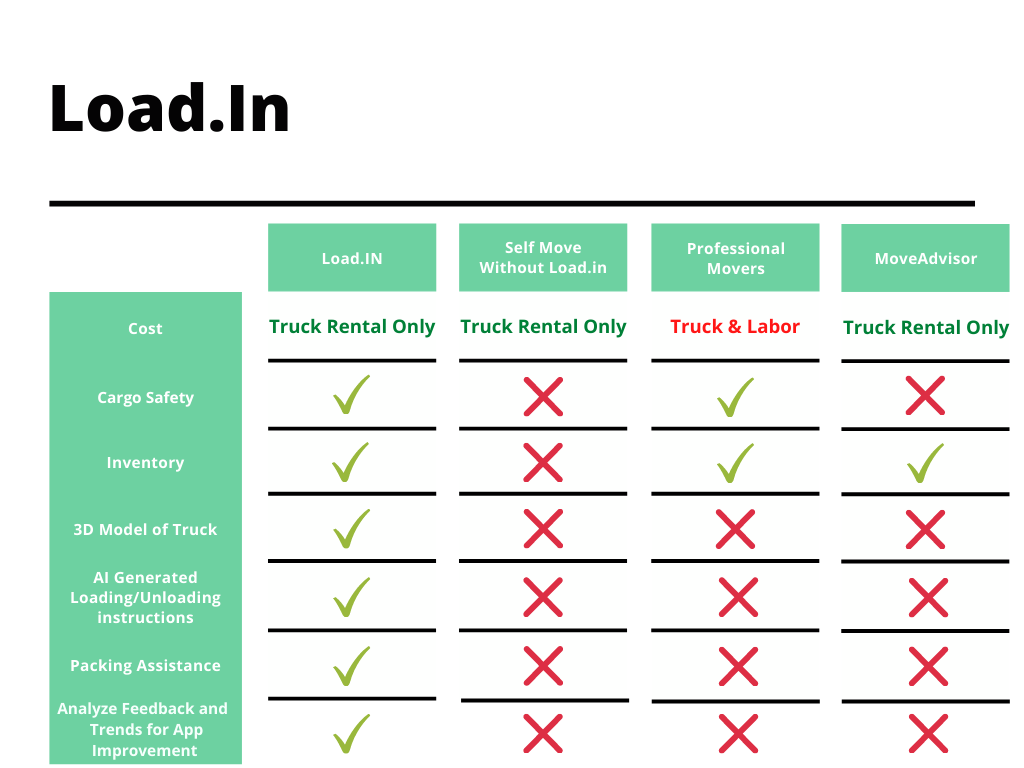 Load.In
Load.IN
Self Move
Without Load.in
Professional
Movers
MoveAdvisor
Cost
Truck Rental Only
Truck Rental Only
Truck & Labor
Truck Rental Only
Cargo Safety
Inventory
3D Model of Truck
AI Generated
Loading/Unloading
instructions
Packing Assistance
Analyze Feedback and
Trends for App
Improvement